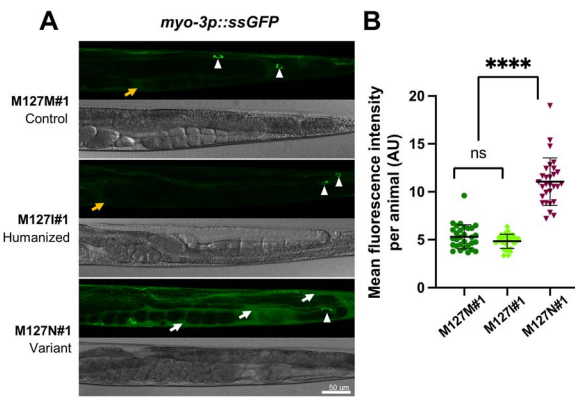 A
myo-3p::ssGFP
M127M#1
Control
M127I#1
Humanized
M127N#1
Variant
50 um
B
****
ns
Mean fluorescence intensity
per animal (AU)
20
15
10
5
0
M127M#1
M127I#1
M127N#1